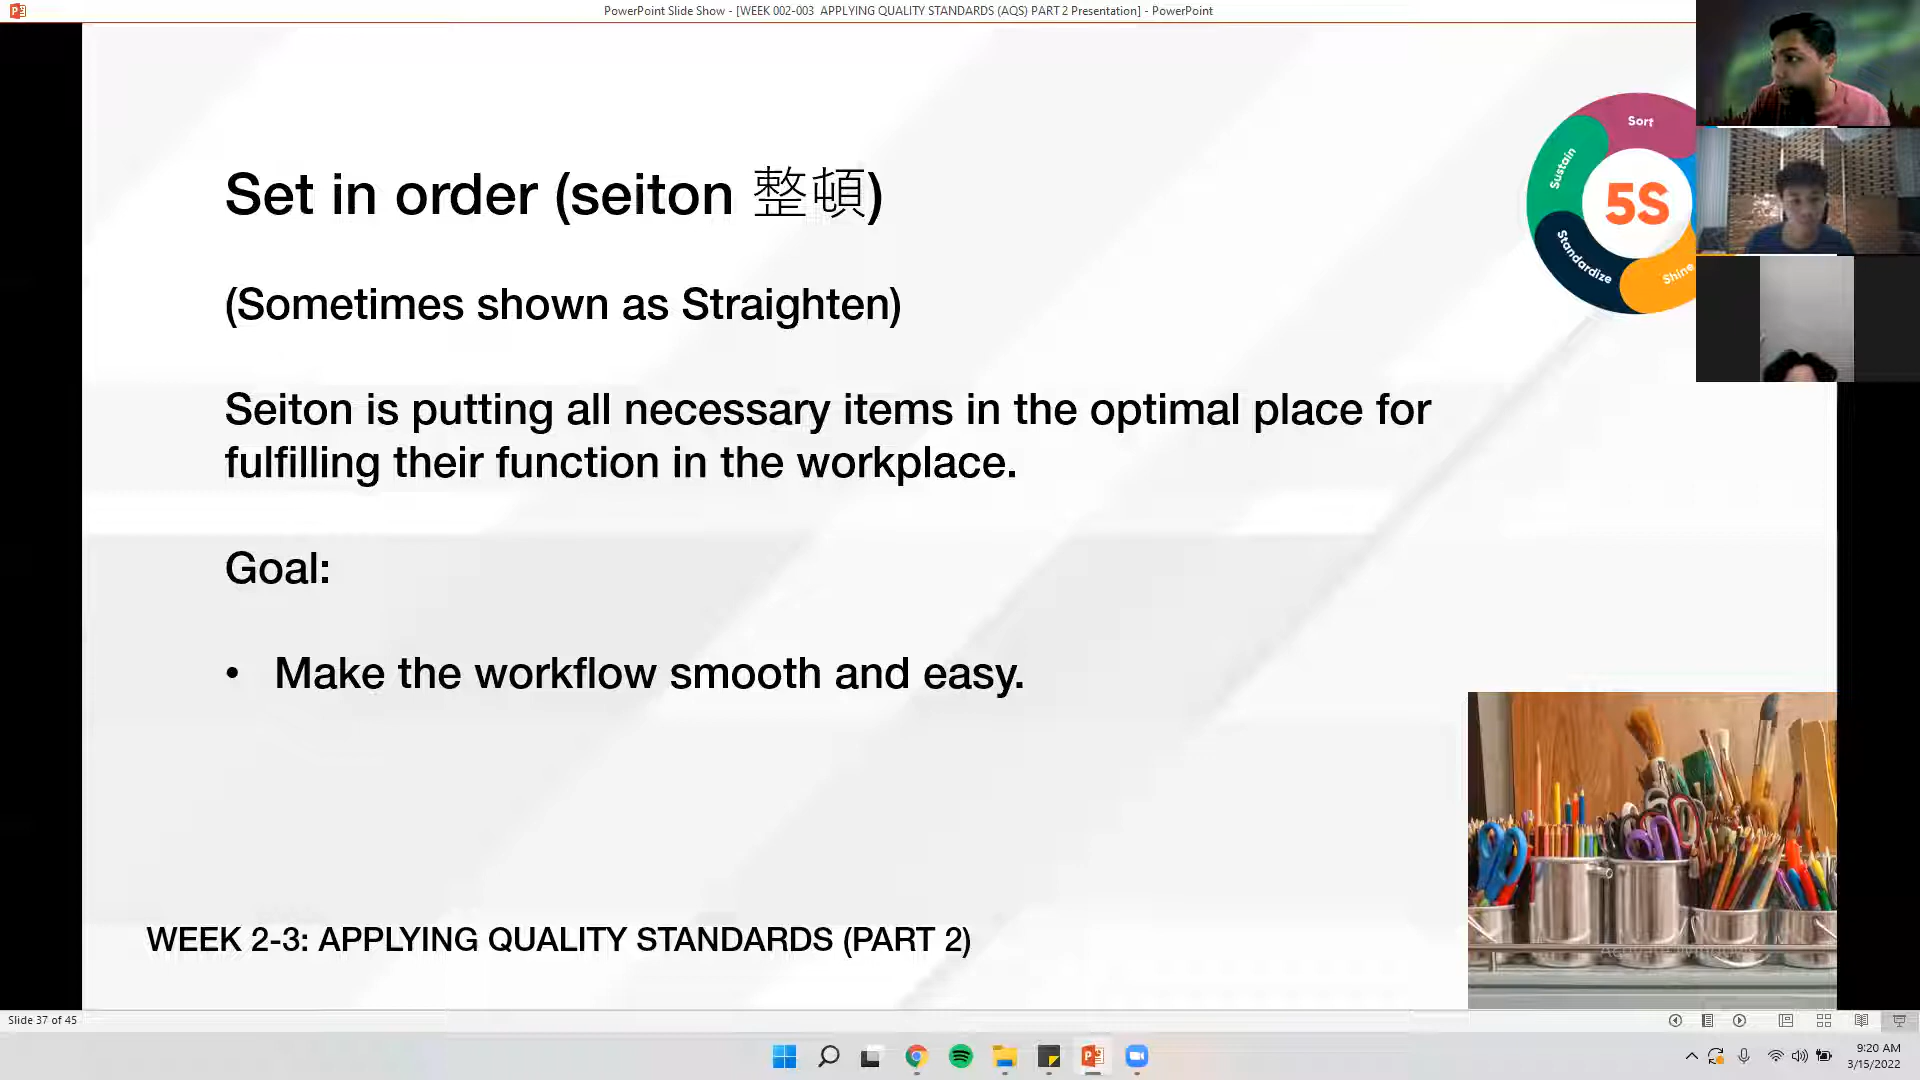 PowerPoint Slide Show - [WEEK 002-003 APPLYING QUALITY STANDARDS (AQS) PART 2 Presentation] - PowerPoint
Sort
Sustain
5S
Standardize
Shine
Set in order (seiton 整頓)
(Sometimes shown as Straighten)
Seiton is putting all necessary items in the optimal place for
fulfilling their function in the workplace.
Goal:
• Make the workflow smooth and easy.
WEEK 2-3: APPLYING QUALITY STANDARDS (PART 2)
Slide 37 of 45
9:20 AM
3/15/2022